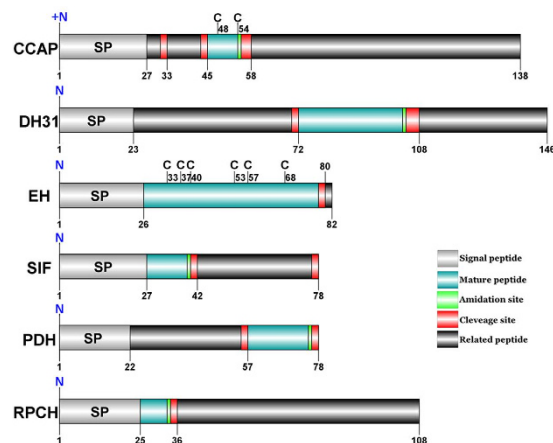 +N
C C
48 54
CCAP SP
1 27 33 45 58 138
N
DH31 SP
1 23 72 108 146
N
C C C C C C 80
33 37 40 53 57 68
EH SP
1 26 82
N
SIF SP
1 27 42 78
N
PDH SP
1 22 57 78
N
RPCH SP
1 25 36 108
Signal peptide
Mature peptide
Amidation site
Cleveage site
Related peptide